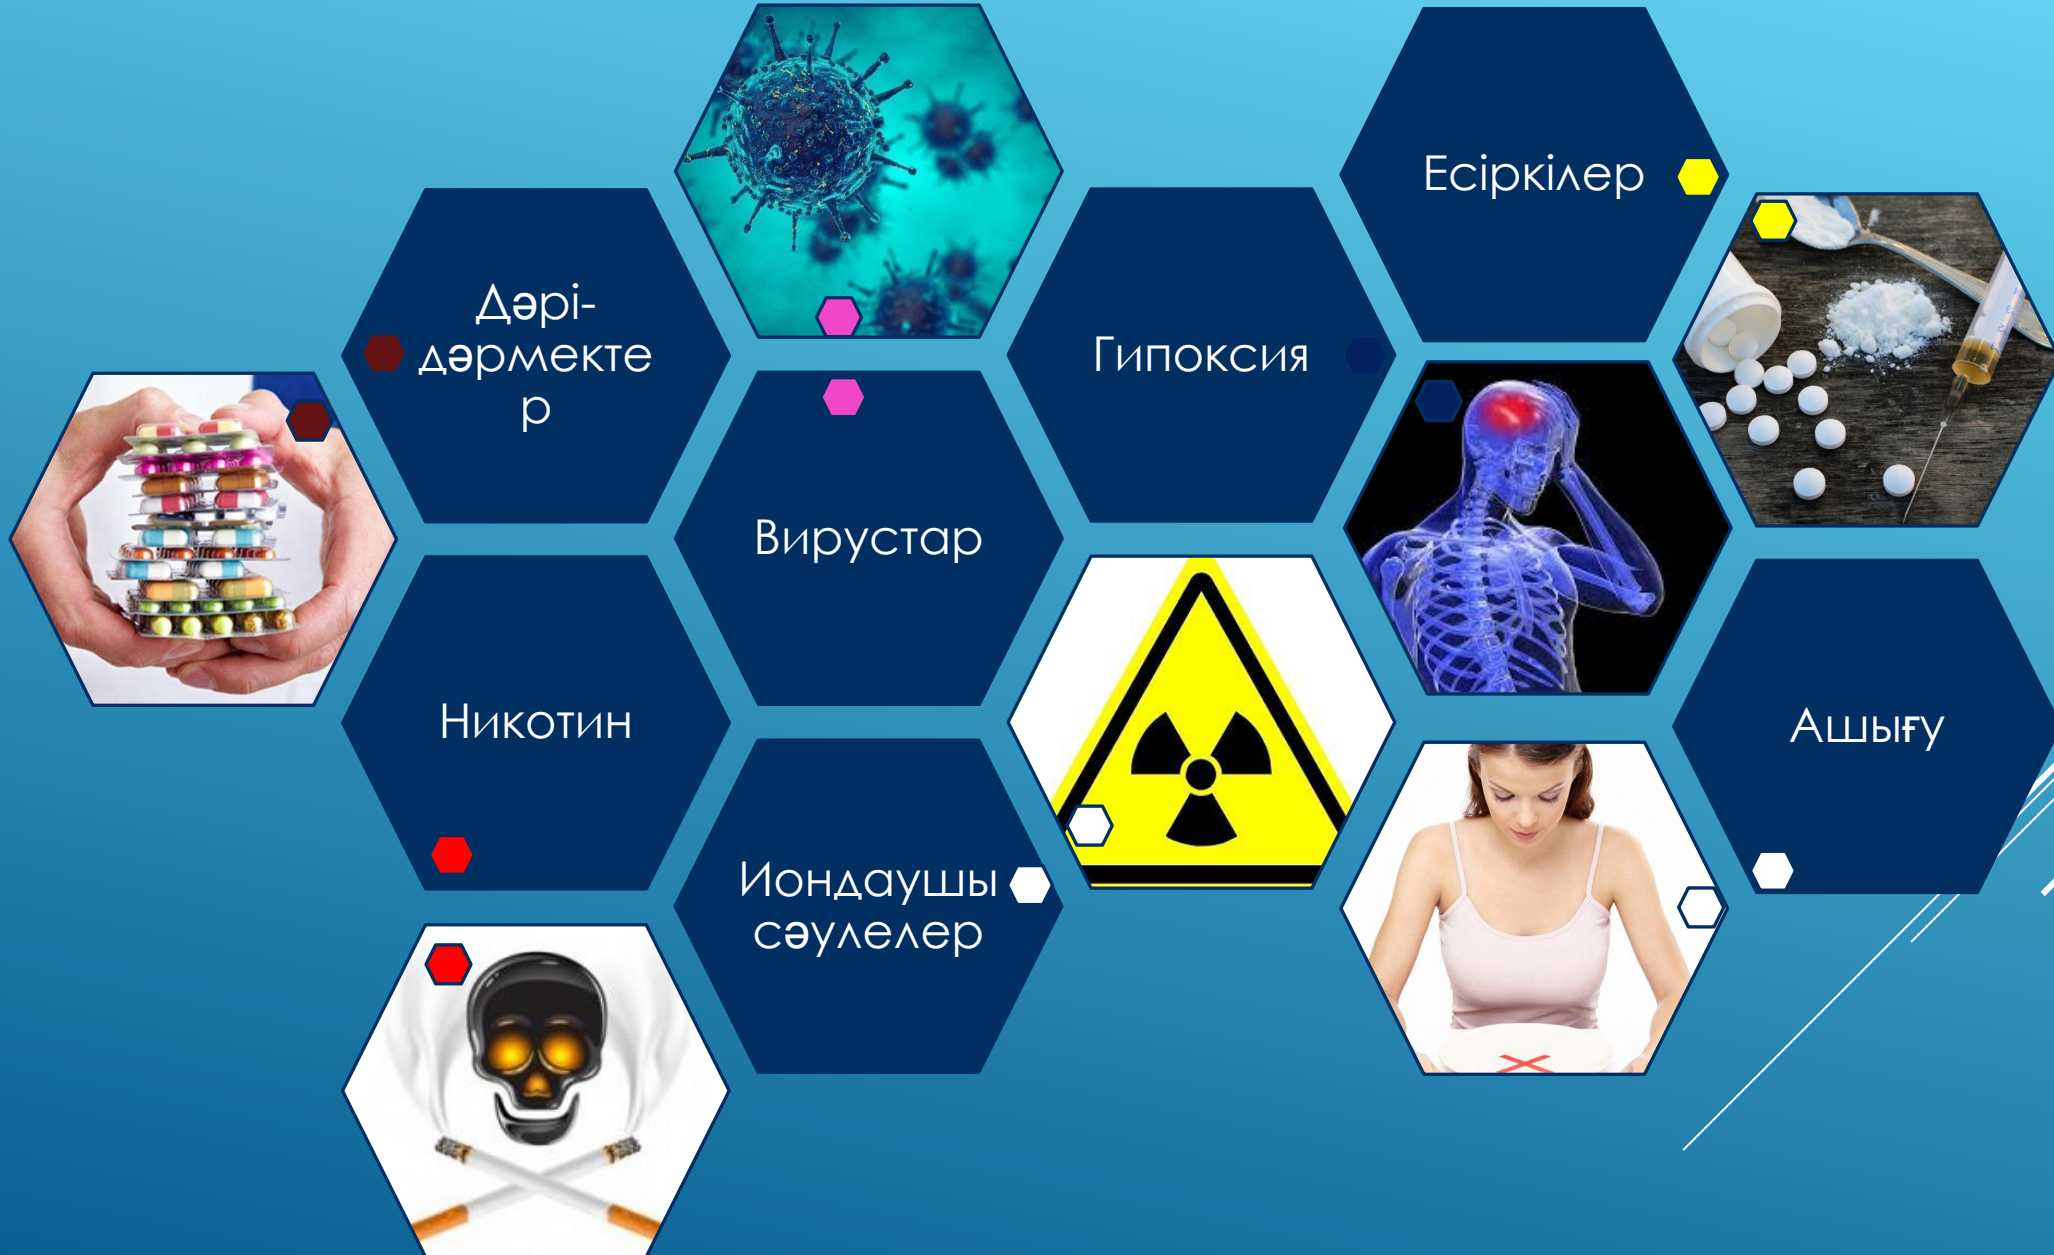 Дәрі-
дәрмекте
р
Никотин
Вирустар
Иондаушы
сәулелер
Гипоксия
Есіркілер
Ашығу